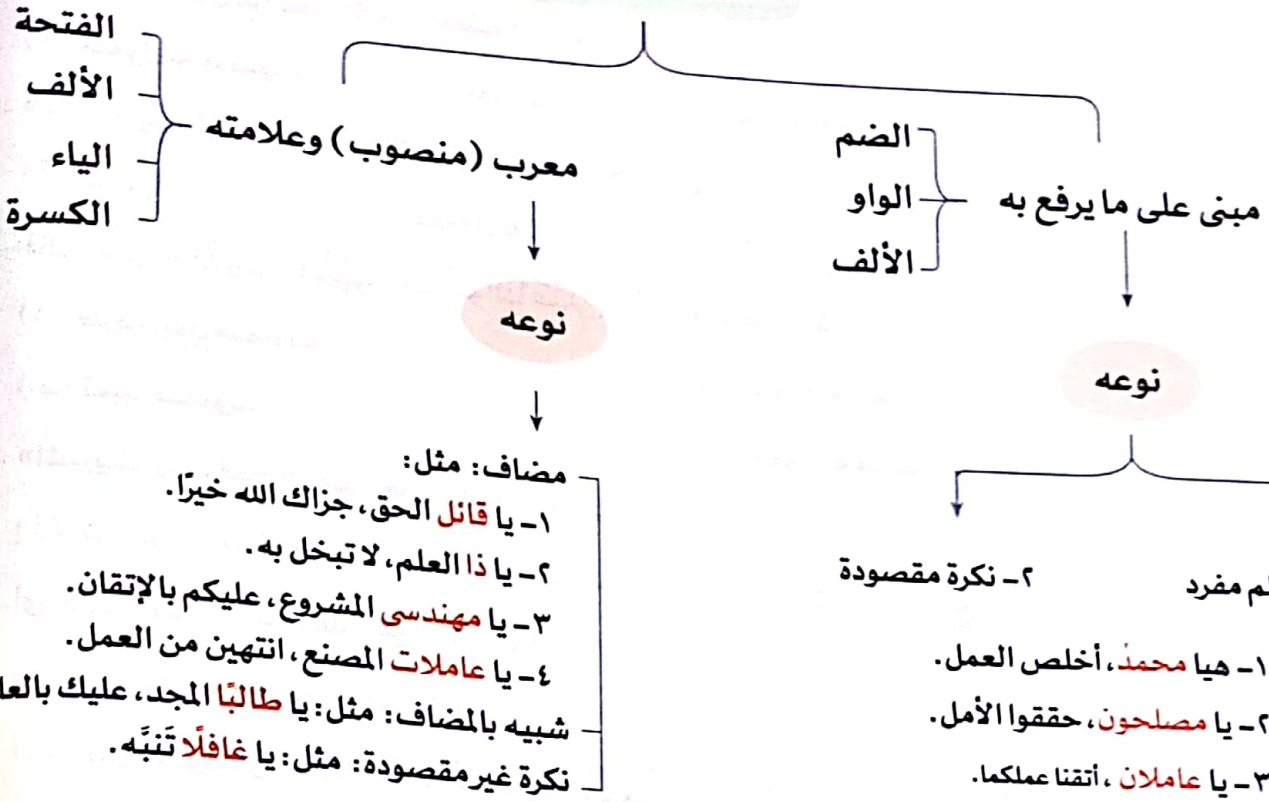 مبنى على ما يرفع به
الضم
الواو
الألف
نوعه
مفرد
٢- نكرة مقصودة
١- هيا محمدُ، أخلص العمل.
٢- يا مصلحون، حققوا الأمل.
٣- يا عاملان، أتقنا عملكما.
معرب (منصوب) وعلامته
الفتحة
الألف
الياء
الكسرة
نوعه
مضاف: مثل:
١- يا قائل الحق، جزاك الله خيرًا.
٢- يا ذا العلم، لا تبخل به.
٣- يا مهندسى المشروع، عليكم بالإتقان.
٤- يا عاملات المصنع، انتهين من العمل.
شبيه بالمضاف: مثل: يا طالبًا المجد، عليك
نكرة غير مقصودة: مثل: يا غافلًا تَنبَّه.